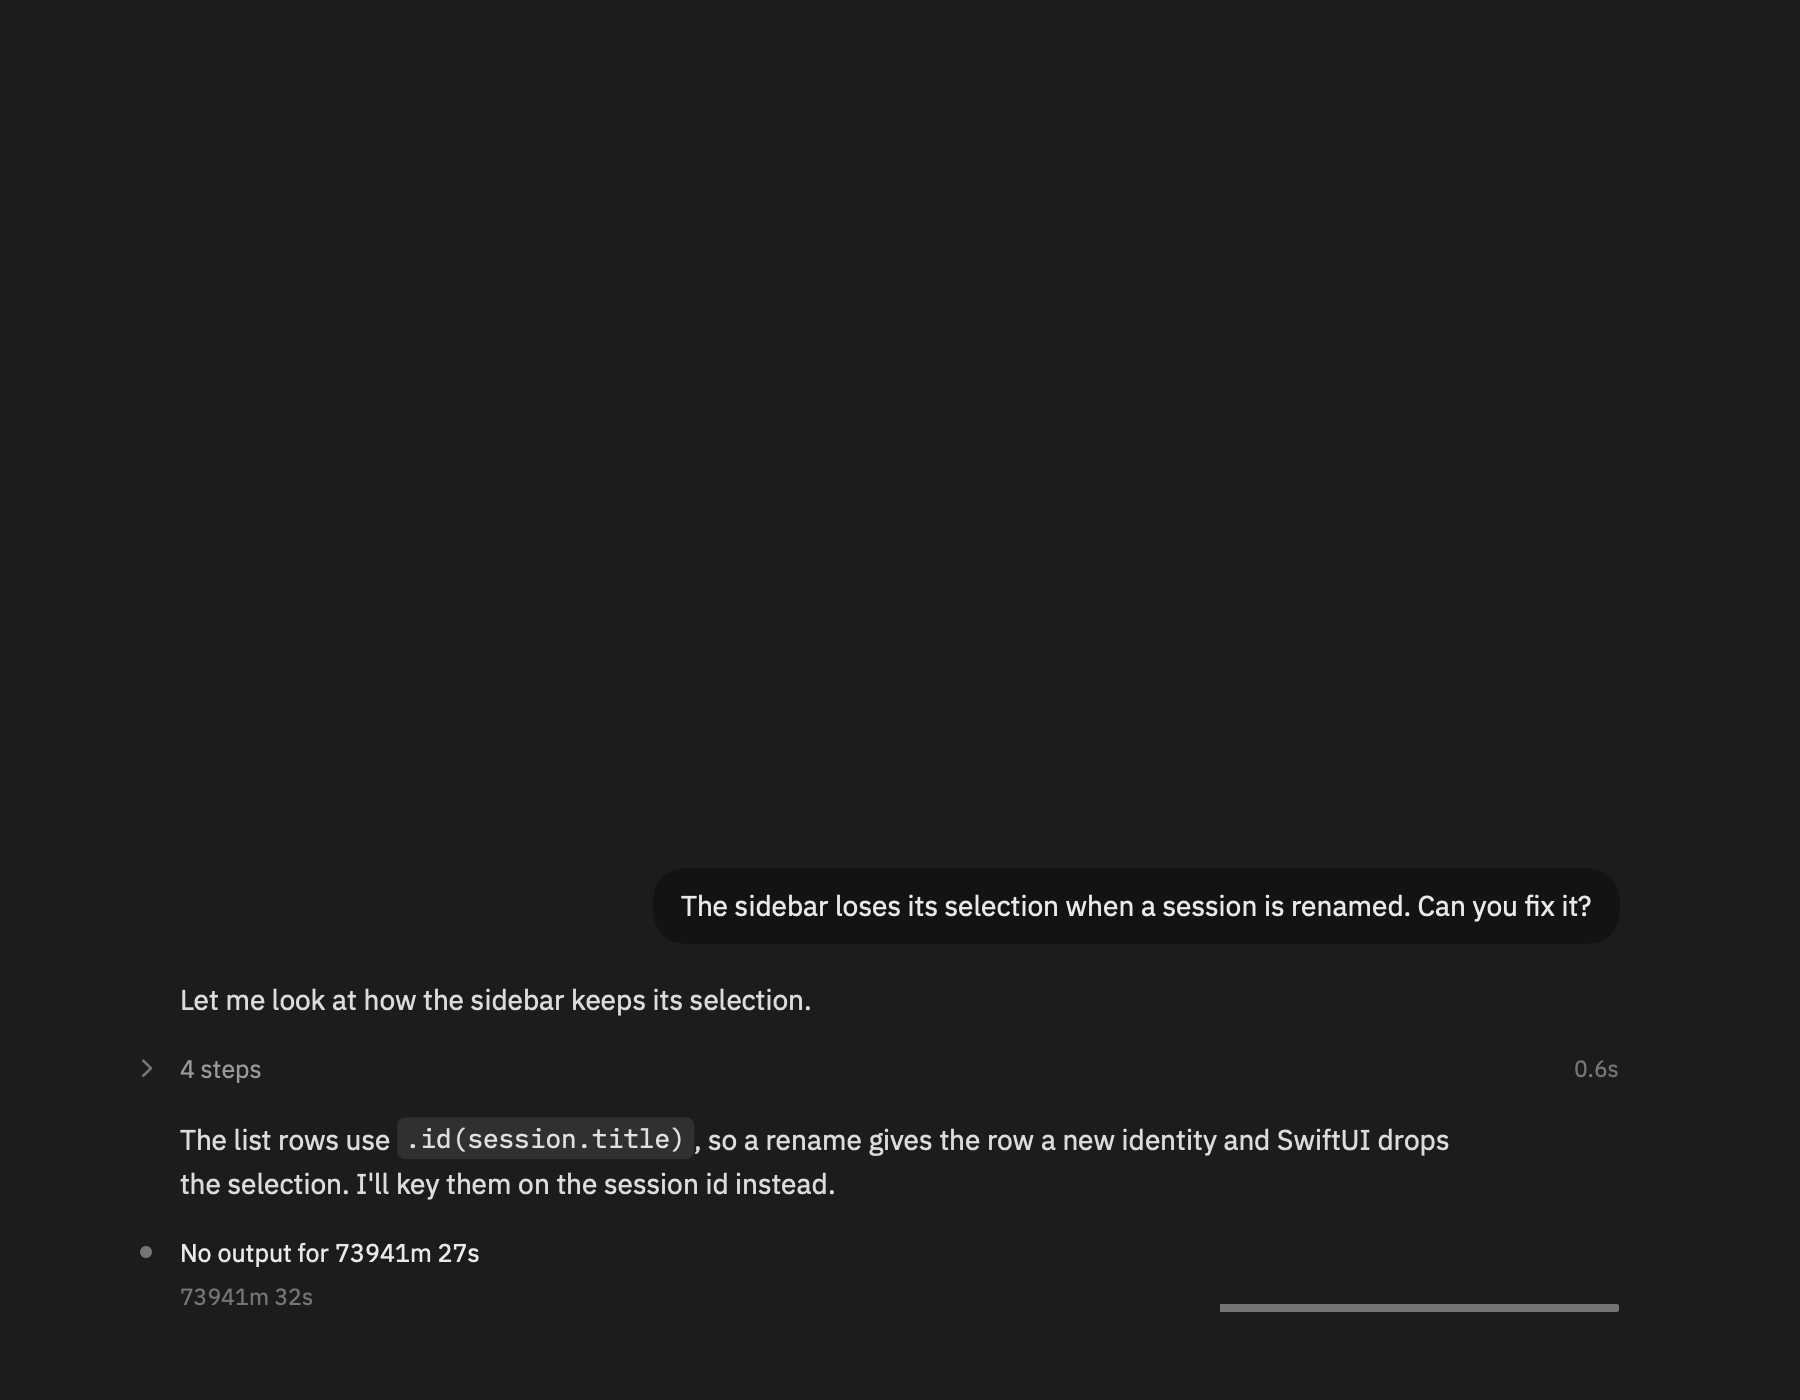 The sidebar loses its selection when a session is renamed. Can you fix it?
Let me look at how the sidebar keeps its selection.
4 steps 0.6s
The list rows use .id(session.title), so a rename gives the row a new identity and SwiftUI drops
the selection. I'll key them on the session id instead.
No output for 73941m 27s
73941m 32s